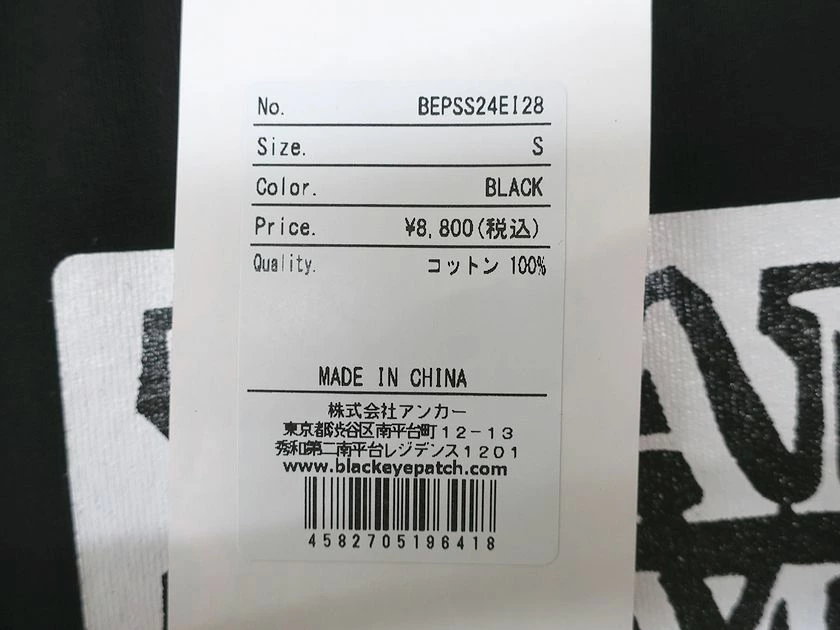 No. BEPSS24EI28
Size. S
Color. BLACK
Price. ¥8,800(税込)
Quality. コットン 100%
MADE IN CHINA
株式会社アンカー
東京都渋谷区南平台町12-13
秀和第二南平台レジデンス1201
www.blackeyepatch.com
4582705196418